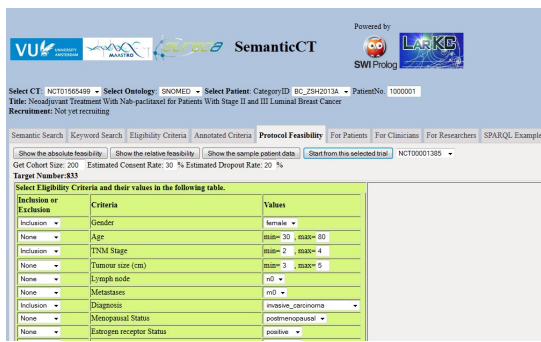 Powered by
VU UNIVERSITY AMSTERDAM
MAASTRO
SemanticCT
SWI Prolog
LarKC
Select CT: NCT01565499 Select Ontology: SNOMED Select Patient: CategoryID BC_ZSH2013A PatientNo. 1000001
Title: Neoadjuvant Treatment With Nab-paclitaxel for Patients With Stage II and III Luminal Breast Cancer
Recruitment: Not yet recruiting
Semantic Search Keyword Search Eligibility Criteria Annotated Criteria Protocol Feasibility For Patients For Clinicians For Researchers SPARQL Example
Show the absolute feasibility Show the relative feasibility Show the sample patient data Start from this selected trial NCT00001385
Get Cohort Size: 200 Estimated Consent Rate: 30 % Estimated Dropout Rate: 20 %
Target Number:833
Select Eligibility Criteria and their values in the following table.
Inclusion or Exclusion Criteria Values
Inclusion Gender female
None Age min= 30 , max= 80
Inclusion TNM Stage min= 2 , max= 4
None Tumour size (cm) min= 3 , max= 5
None Lymph node n0
None Metastases m0
Inclusion Diagnosis invasive_carcinoma
None Menopausal Status postmenopausal
None Estrogen receptor Status positive